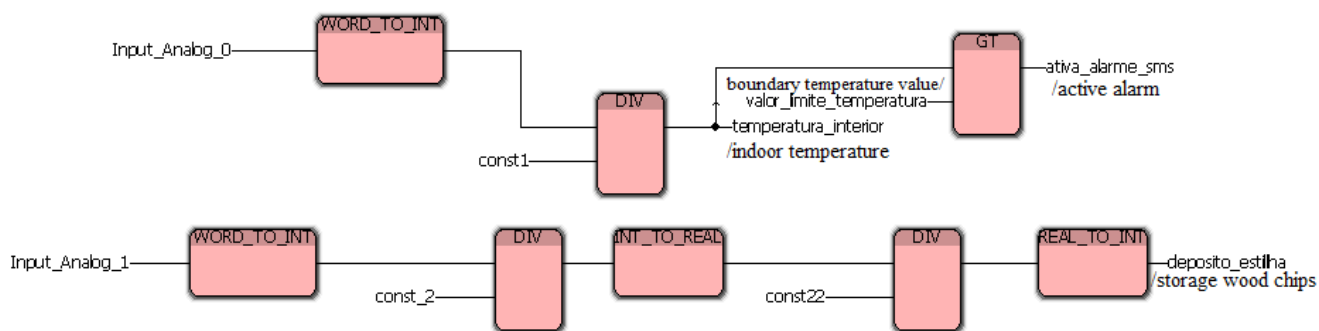 WORD_TO_INT
GT
Input_Analog_0
ativa_alarme_sms
/active alarm
boundary temperature value/
DIV
valor_limite_temperatura
temperatura_interior
/indoor temperature
const1
WORD_TO_INT
DIV
INT_TO_REAL
DIV
REAL_TO_INT
Input_Analog_1
deposito_estilha
/storage wood chips
const_2
const22